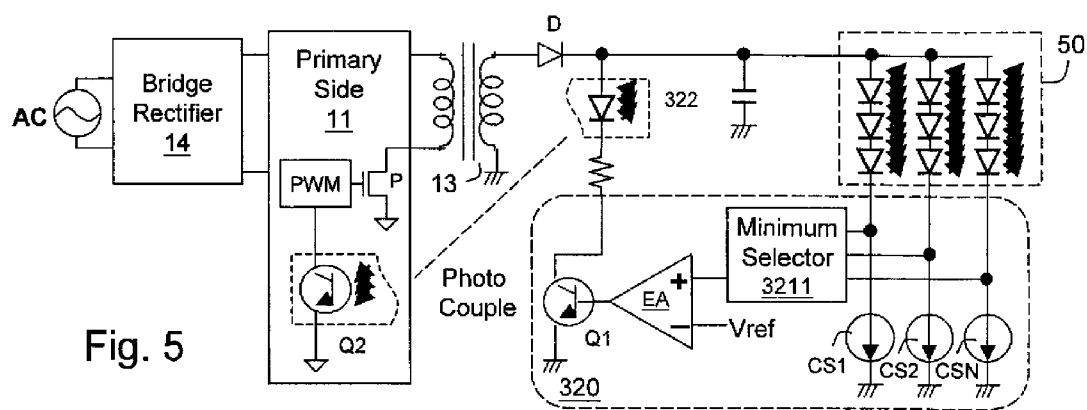 AC
Bridge
Rectifier
14
Primary
Side
11
PWM
P
Q2
13
D
322
50
Photo
Couple
Q1
EA
+
−
Vref
Minimum
Selector
3211
CS1
CS2
CSN
320
Fig. 5